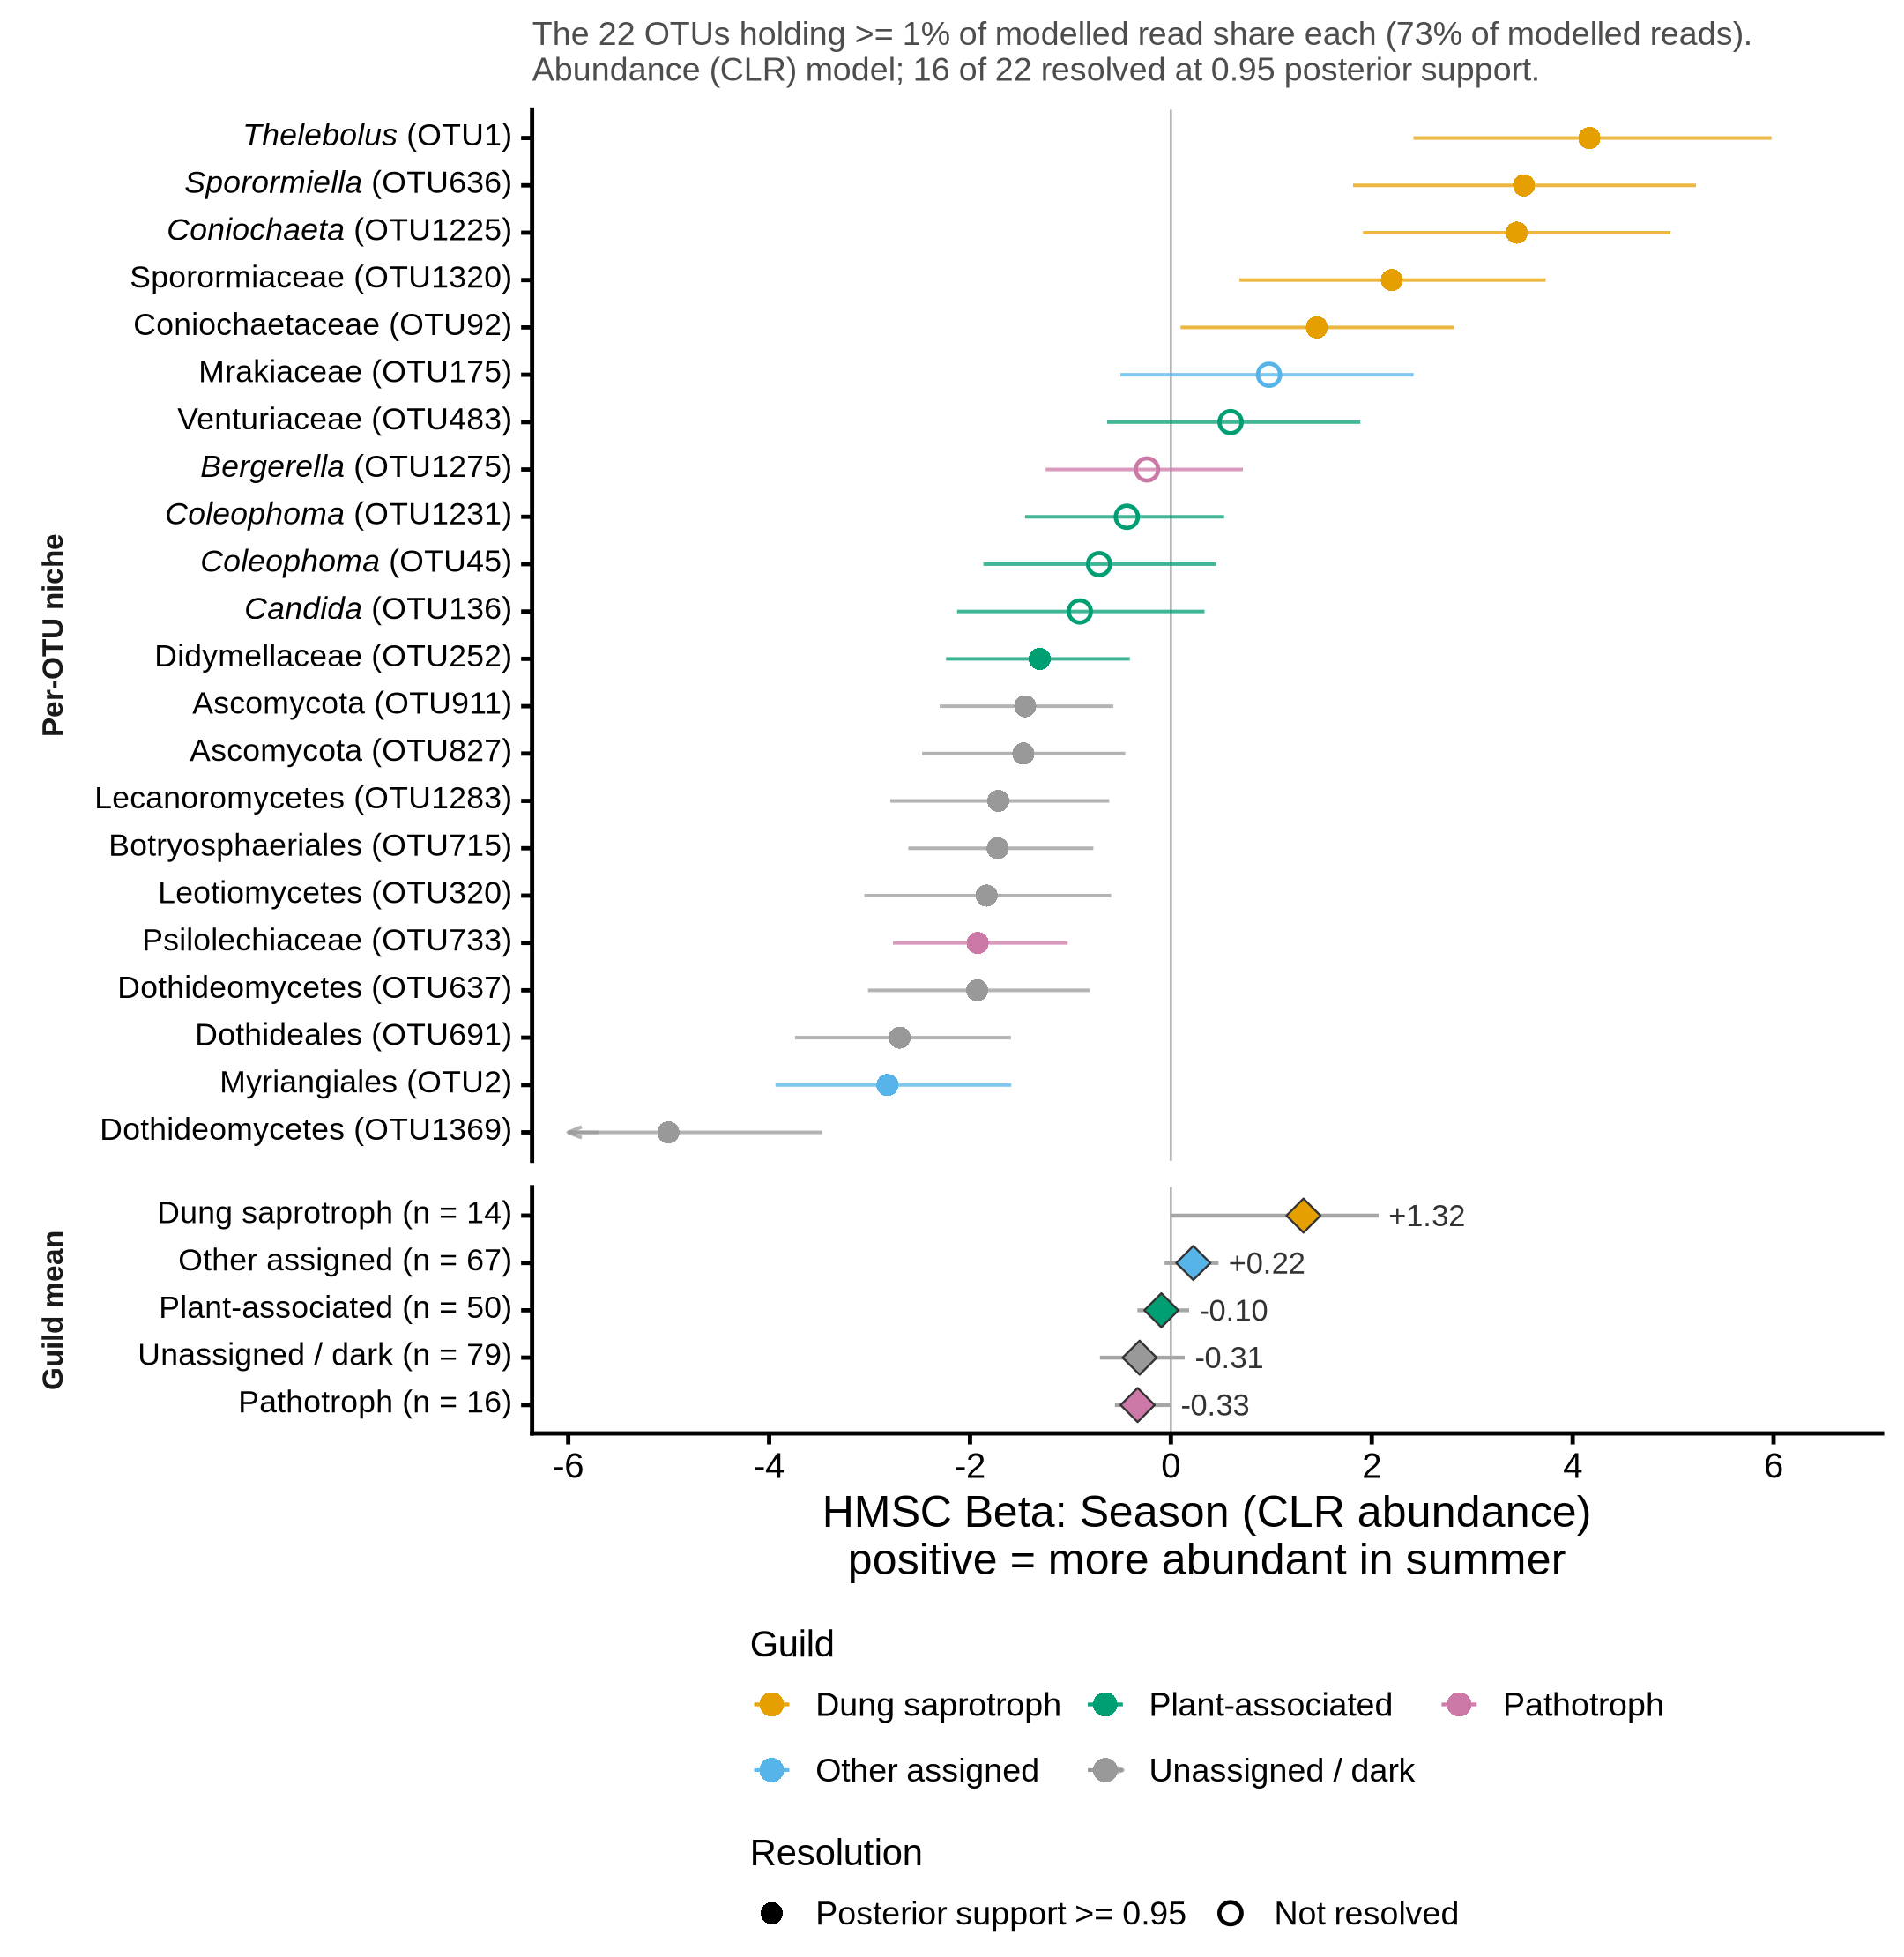 The 22 OTUs holding >= 1% of modelled read share each (73% of modelled reads).
Abundance (CLR) model; 16 of 22 resolved at 0.95 posterior support.
Per-OTU niche
Thelebolus (OTU1)
Sporormiella (OTU636)
Coniochaeta (OTU1225)
Sporormiaceae (OTU1320)
Coniochaetaceae (OTU92)
Mrakiaceae (OTU175)
Venturiaceae (OTU483)
Bergerella (OTU1275)
Coleophoma (OTU1231)
Coleophoma (OTU45)
Candida (OTU136)
Didymellaceae (OTU252)
Ascomycota (OTU911)
Ascomycota (OTU827)
Lecanoromycetes (OTU1283)
Botryosphaeriales (OTU715)
Leotiomycetes (OTU320)
Psilolechiaceae (OTU733)
Dothideomycetes (OTU637)
Dothideales (OTU691)
Myriangiales (OTU2)
Dothideomycetes (OTU1369)
Guild mean
Dung saprotroph (n = 14) +1.32
Other assigned (n = 67) +0.22
Plant-associated (n = 50) -0.10
Unassigned / dark (n = 79) -0.31
Pathotroph (n = 16) -0.33
-6 -4 -2 0 2 4 6
HMSC Beta: Season (CLR abundance)
positive = more abundant in summer
Guild
Dung saprotroph Plant-associated Pathotroph
Other assigned Unassigned / dark
Resolution
Posterior support >= 0.95 Not resolved